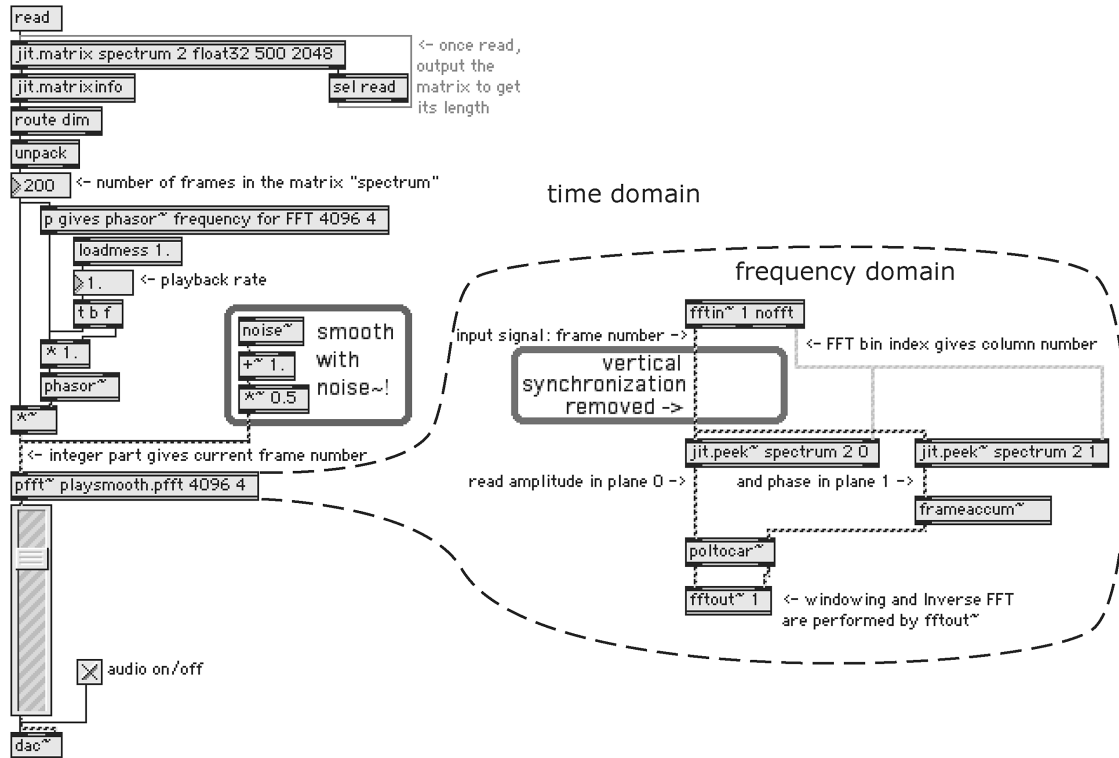 read
jit.matrix spectrum 2 float32 500 2048
<- once read,
output the
matrix to get
its length
jit.matrixinfo
sel read
route dim
unpack
200
<- number of frames in the matrix "spectrum"
p gives phasor~ frequency for FFT 4096 4
loadmess 1.
1.
<- playback rate
t b f
* 1.
phasor~
*~
noise~
+~ 1.
*~ 0.5
smooth
with
noise~!
<- integer part gives current frame number
pfft~ playsmooth.pfft 4096 4
audio on/off
dac~
time domain
frequency domain
fftin~ 1 nofft
input signal: frame number ->
<- FFT bin index gives column number
vertical
synchronization
removed ->
jit.peek~ spectrum 2 0
jit.peek~ spectrum 2 1
read amplitude in plane 0 ->
and phase in plane 1 ->
frameaccum~
poltocar~
fftout~ 1
<- windowing and Inverse FFT
are performed by fftout~